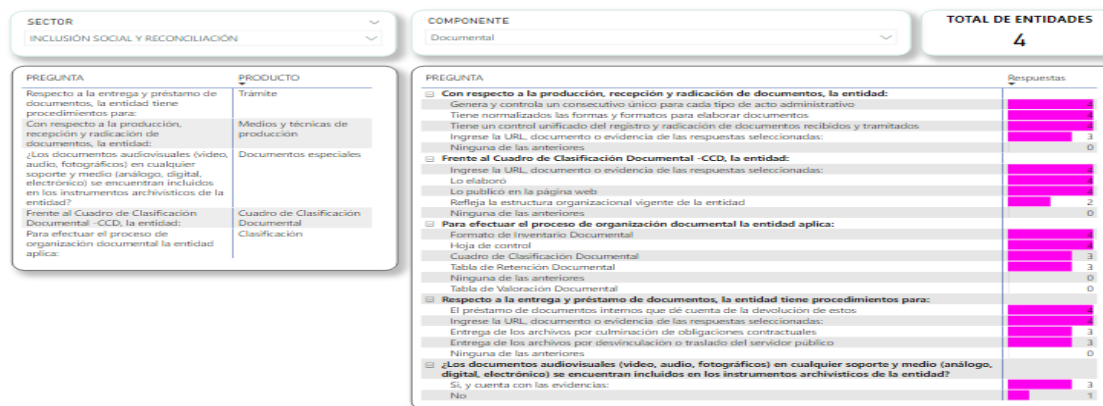 SECTOR
INCLUSIÓN SOCIAL Y RECONCILIACIÓN
COMPONENTE
Documental
TOTAL DE ENTIDADES
4
PREGUNTA PRODUCTO
Respecto a la entrega y préstamo de Trámite
documentos, la entidad tiene
procedimientos para:
Con respecto a la producción, Medios y técnicas de
recepción y radicación de producción
documentos, la entidad:
¿Los documentos audiovisuales (video, Documentos especiales
audio, fotográficos) en cualquier
soporte y medio (análogo, digital,
electrónico) se encuentran incluidos
en los instrumentos archivísticos de la
entidad?
Frente al Cuadro de Clasificación Cuadro de Clasificación
Documental -CCD, la entidad: Documental
Para efectuar el proceso de Clasificación
organización documental la entidad
aplica:
PREGUNTA Respuestas
Con respecto a la producción, recepción y radicación de documentos, la entidad:
Genera y controla un consecutivo único para cada tipo de acto administrativo 4
Tiene normalizados las formas y formatos para elaborar documentos 4
Tiene un control unificado del registro y radicación de documentos recibidos y tramitados 4
Ingrese la URL, documento o evidencia de las respuestas seleccionadas: 3
Ninguna de las anteriores 0
Frente al Cuadro de Clasificación Documental -CCD, la entidad:
Ingrese la URL, documento o evidencia de las respuestas seleccionadas: 4
Lo elaboró 4
Lo publicó en la página web 4
Refleja la estructura organizacional vigente de la entidad 2
Ninguna de las anteriores 0
Para efectuar el proceso de organización documental la entidad aplica:
Formato de Inventario Documental 4
Hoja de control 4
Cuadro de Clasificación Documental 3
Tabla de Retención Documental 3
Ninguna de las anteriores 0
Tabla de Valoración Documental 0
Respecto a la entrega y préstamo de documentos, la entidad tiene procedimientos para:
El préstamo de documentos internos que dé cuenta de la devolución de estos 4
Ingrese la URL, documento o evidencia de las respuestas seleccionadas: 4
Entrega de los archivos por culminación de obligaciones contractuales 3
Entrega de los archivos por desvinculación o traslado del servidor público 3
Ninguna de las anteriores 0
¿Los documentos audiovisuales (video, audio, fotográficos) en cualquier soporte y medio (análogo,
digital, electrónico) se encuentran incluidos en los instrumentos archivísticos de la entidad?
Si, y cuenta con las evidencias: 3
No 1